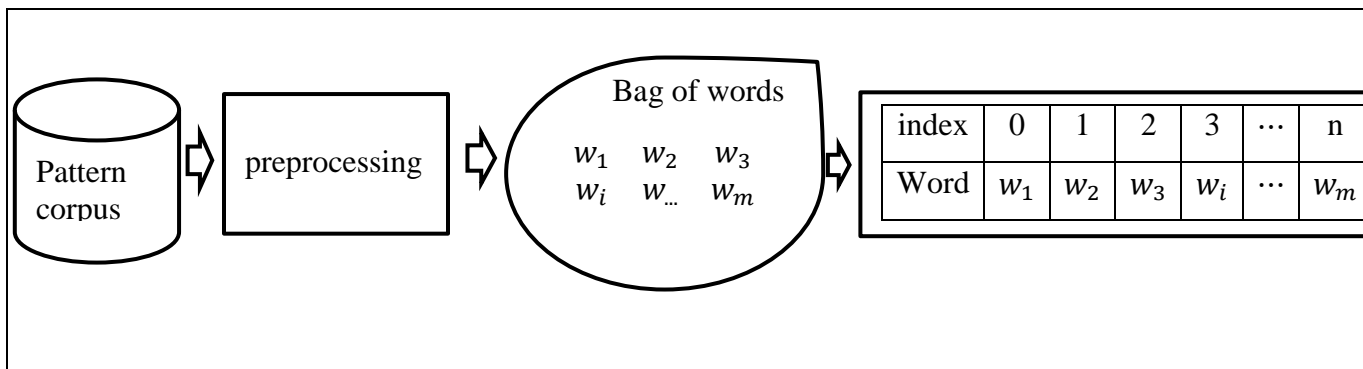 Pattern
corpus
preprocessing
Bag of words
w₁ w₂ w₃
wᵢ w... wₘ
index 0 1 2 3 ... n
Word w₁ w₂ w₃ wᵢ ... wₘ